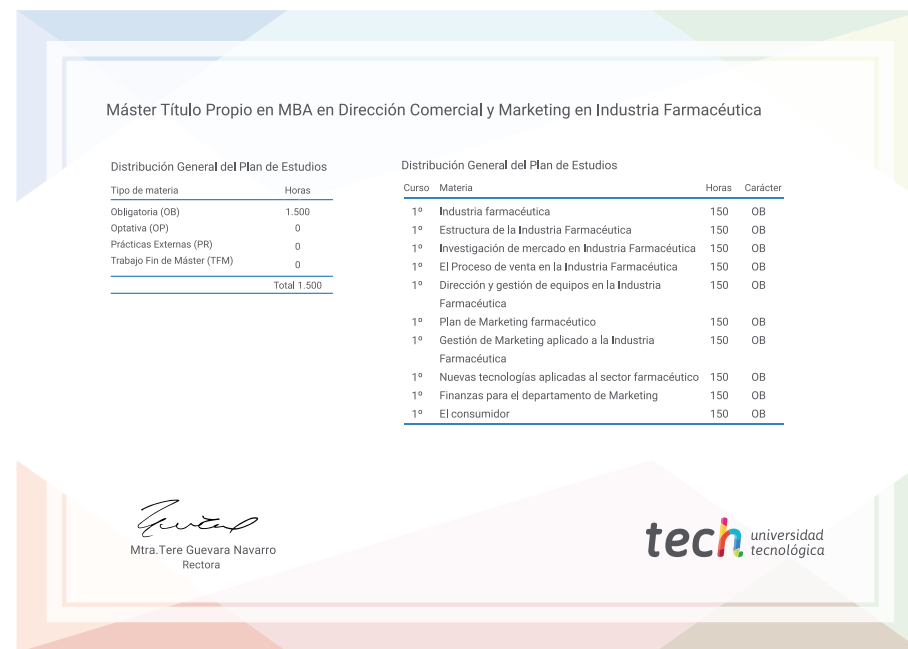 Máster Título Propio en MBA en Dirección Comercial y Marketing en Industria Farmacéutica
Distribución General del Plan de Estudios
Tipo de materia Horas
Obligatoria (OB) 1.500
Optativa (OP) 0
Prácticas Externas (PR) 0
Trabajo Fin de Máster (TFM) 0
Total 1.500
Distribución General del Plan de Estudios
Curso Materia Horas Carácter
1º Industria farmacéutica 150 OB
1º Estructura de la Industria Farmacéutica 150 OB
1º Investigación de mercado en Industria Farmacéutica 150 OB
1º El Proceso de venta en la Industria Farmacéutica 150 OB
1º Dirección y gestión de equipos en la Industria 150 OB
Farmacéutica
1º Plan de Marketing farmacéutico 150 OB
1º Gestión de Marketing aplicado a la Industria 150 OB
Farmacéutica
1º Nuevas tecnologías aplicadas al sector farmacéutico 150 OB
1º Finanzas para el departamento de Marketing 150 OB
1º El consumidor 150 OB
Mtra.Tere Guevara Navarro
Rectora
tech universidad
tecnológica